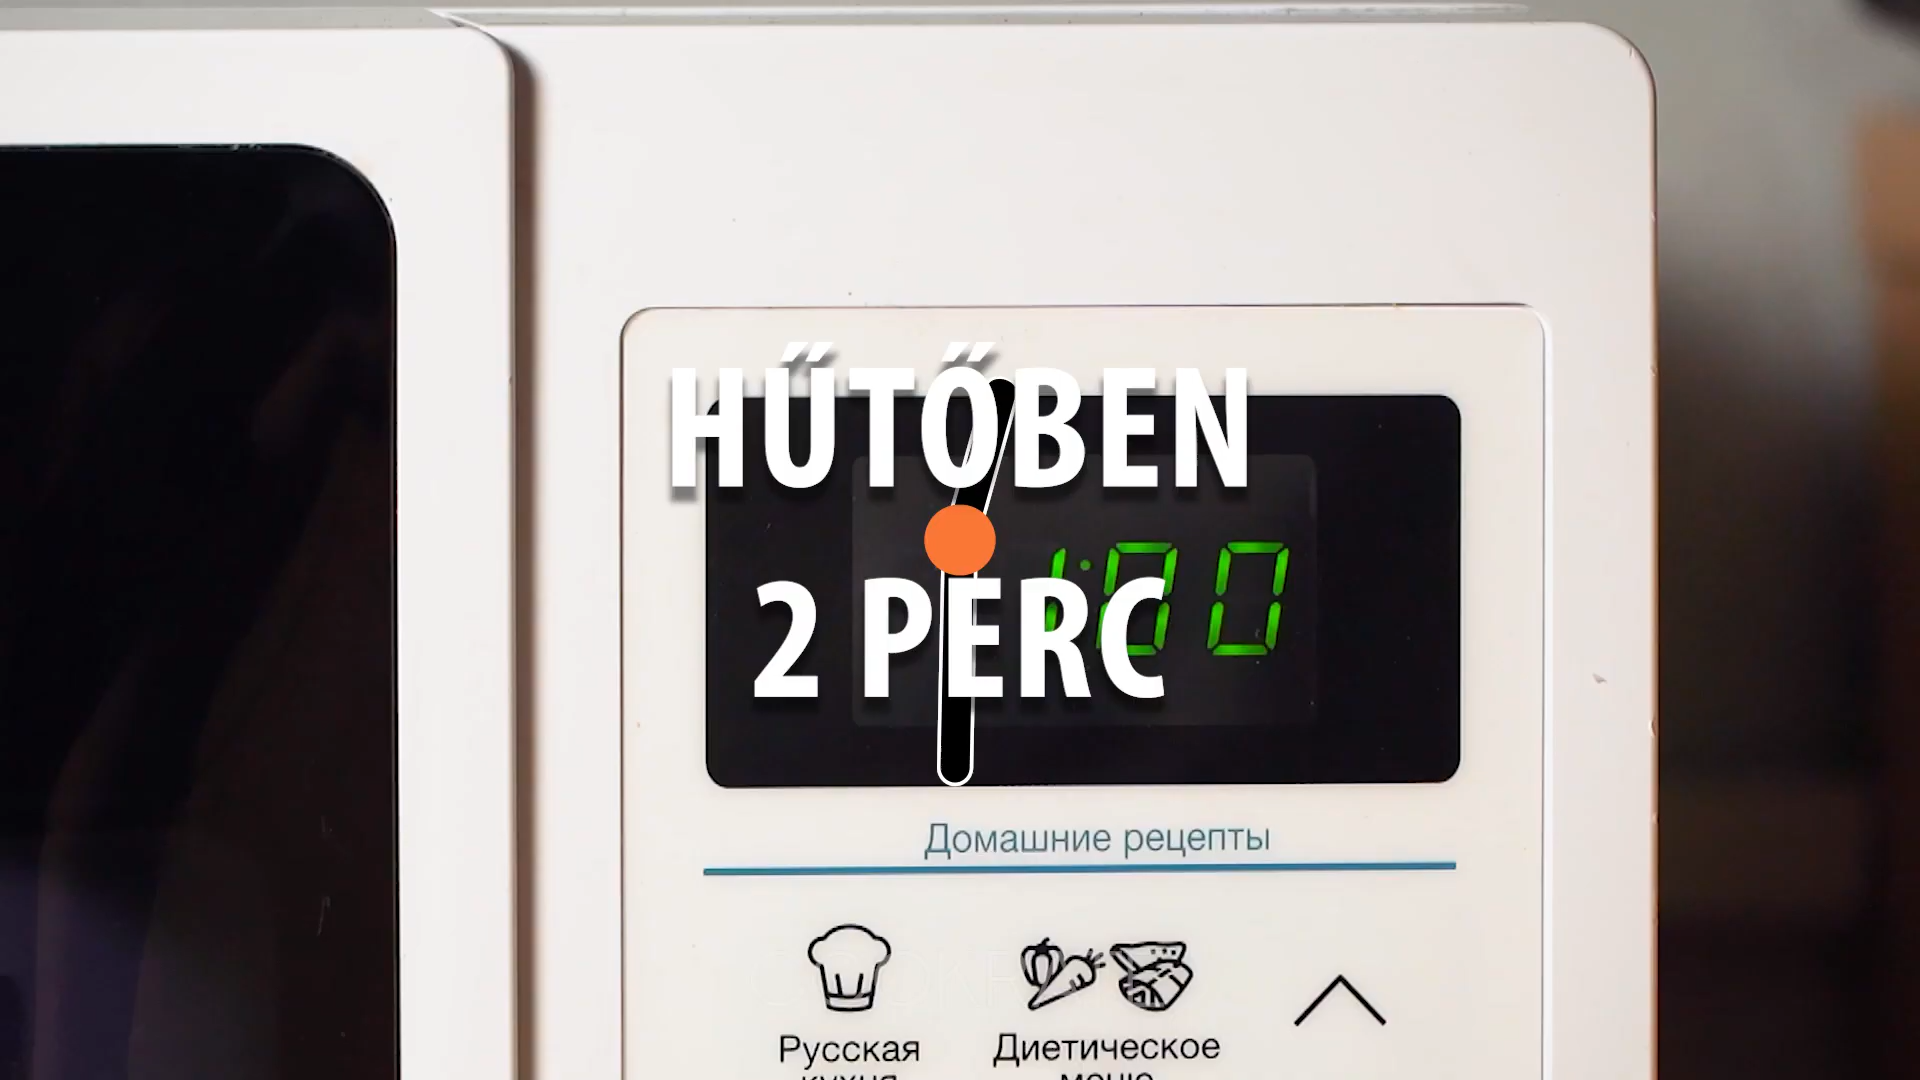 HŰTŐBEN
2 PERC
1:00
Домашние рецепты
Русская
Диетическое